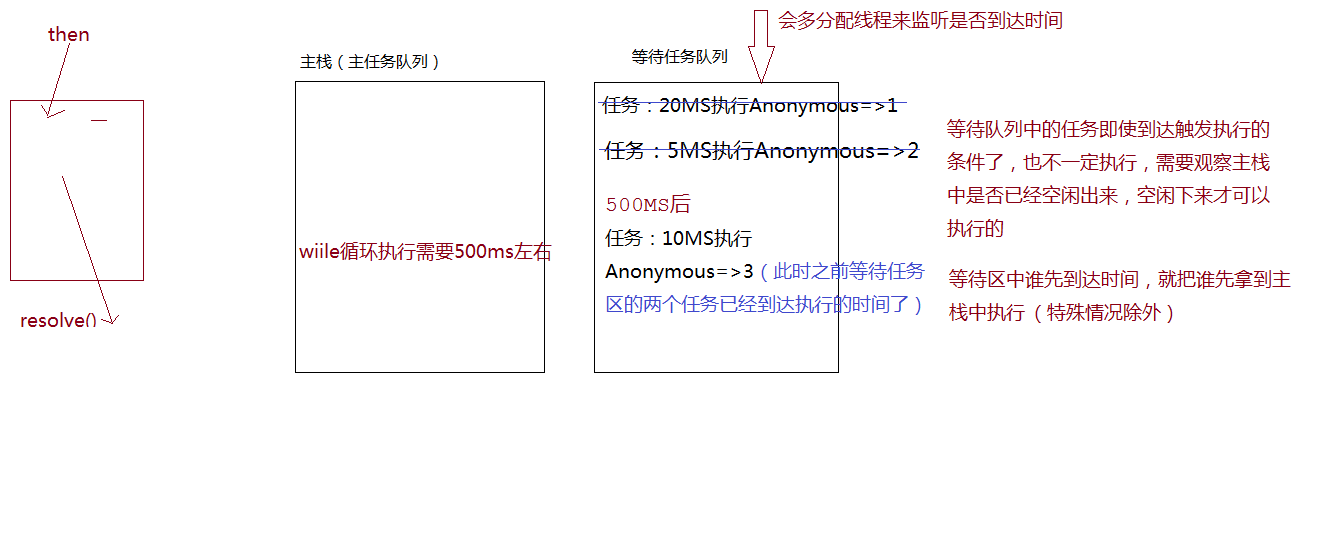 then
resolve()
主栈（主任务队列）
wiile循环执行需要500ms左右
会多分配线程来监听是否到达时间
等待任务队列
任务：20MS执行Anonymous=>1
任务：5MS执行Anonymous=>2
500MS后
任务：10MS执行
Anonymous=>3（此时之前等待任务
区的两个任务已经到达执行的时间了）
等待队列中的任务即使到达触发执行的
条件了，也不一定执行，需要观察主栈
中是否已经空闲出来，空闲下来才可以
执行的
等待区中谁先到达时间，就把谁先拿到主
栈中执行（特殊情况除外）